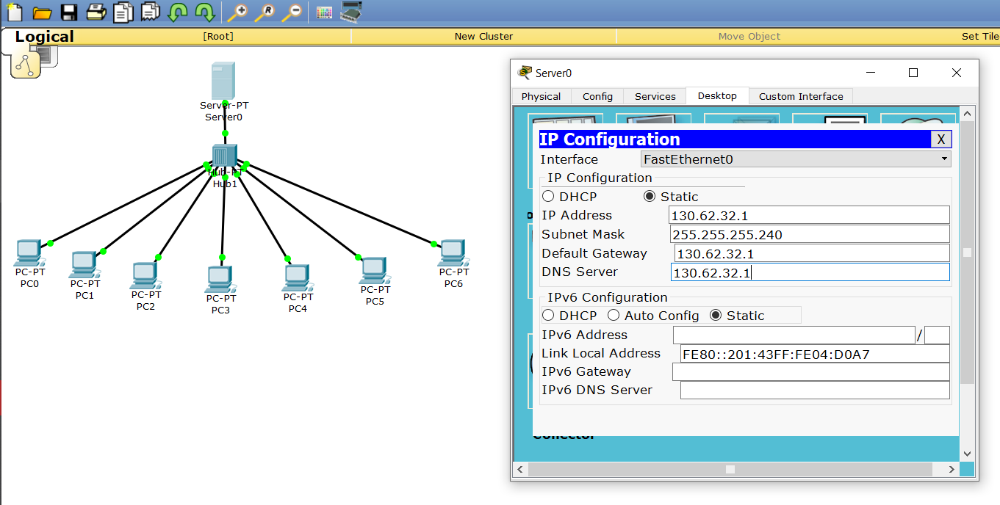 Logical [Root] New Cluster Move Object Set Tile
R
Server-PT
Server0
Hub-PT
Hub1
PC-PT
PC0
PC-PT
PC1
PC-PT
PC2
PC-PT
PC3
PC-PT
PC4
PC-PT
PC5
PC-PT
PC6
Server0
Physical Config Services Desktop Custom Interface
IP Configuration X
Interface FastEthernet0
IP Configuration
DHCP Static
IP Address 130.62.32.1
Subnet Mask 255.255.255.240
Default Gateway 130.62.32.1
DNS Server 130.62.32.1
IPv6 Configuration
DHCP Auto Config Static
IPv6 Address /
Link Local Address FE80::201:43FF:FE04:D0A7
IPv6 Gateway
IPv6 DNS Server
Collector